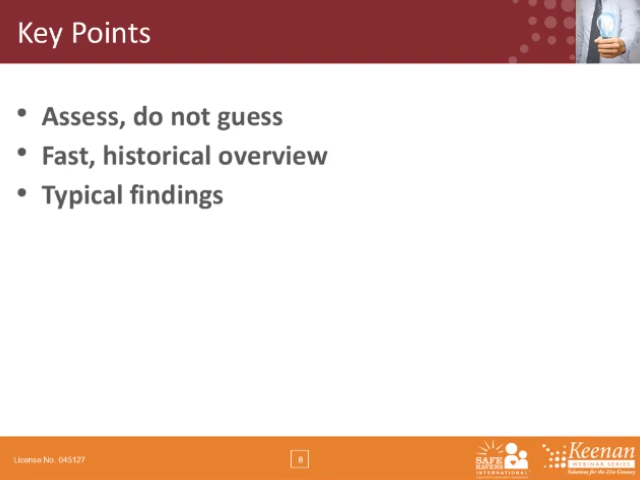 Key Points
• Assess, do not guess
• Fast, historical overview
• Typical findings
License No. 045127
8
SAFE
HAVENS
INTERNATIONAL
Keenan
WEBINAR SERIES
Solutions for the 21st Century